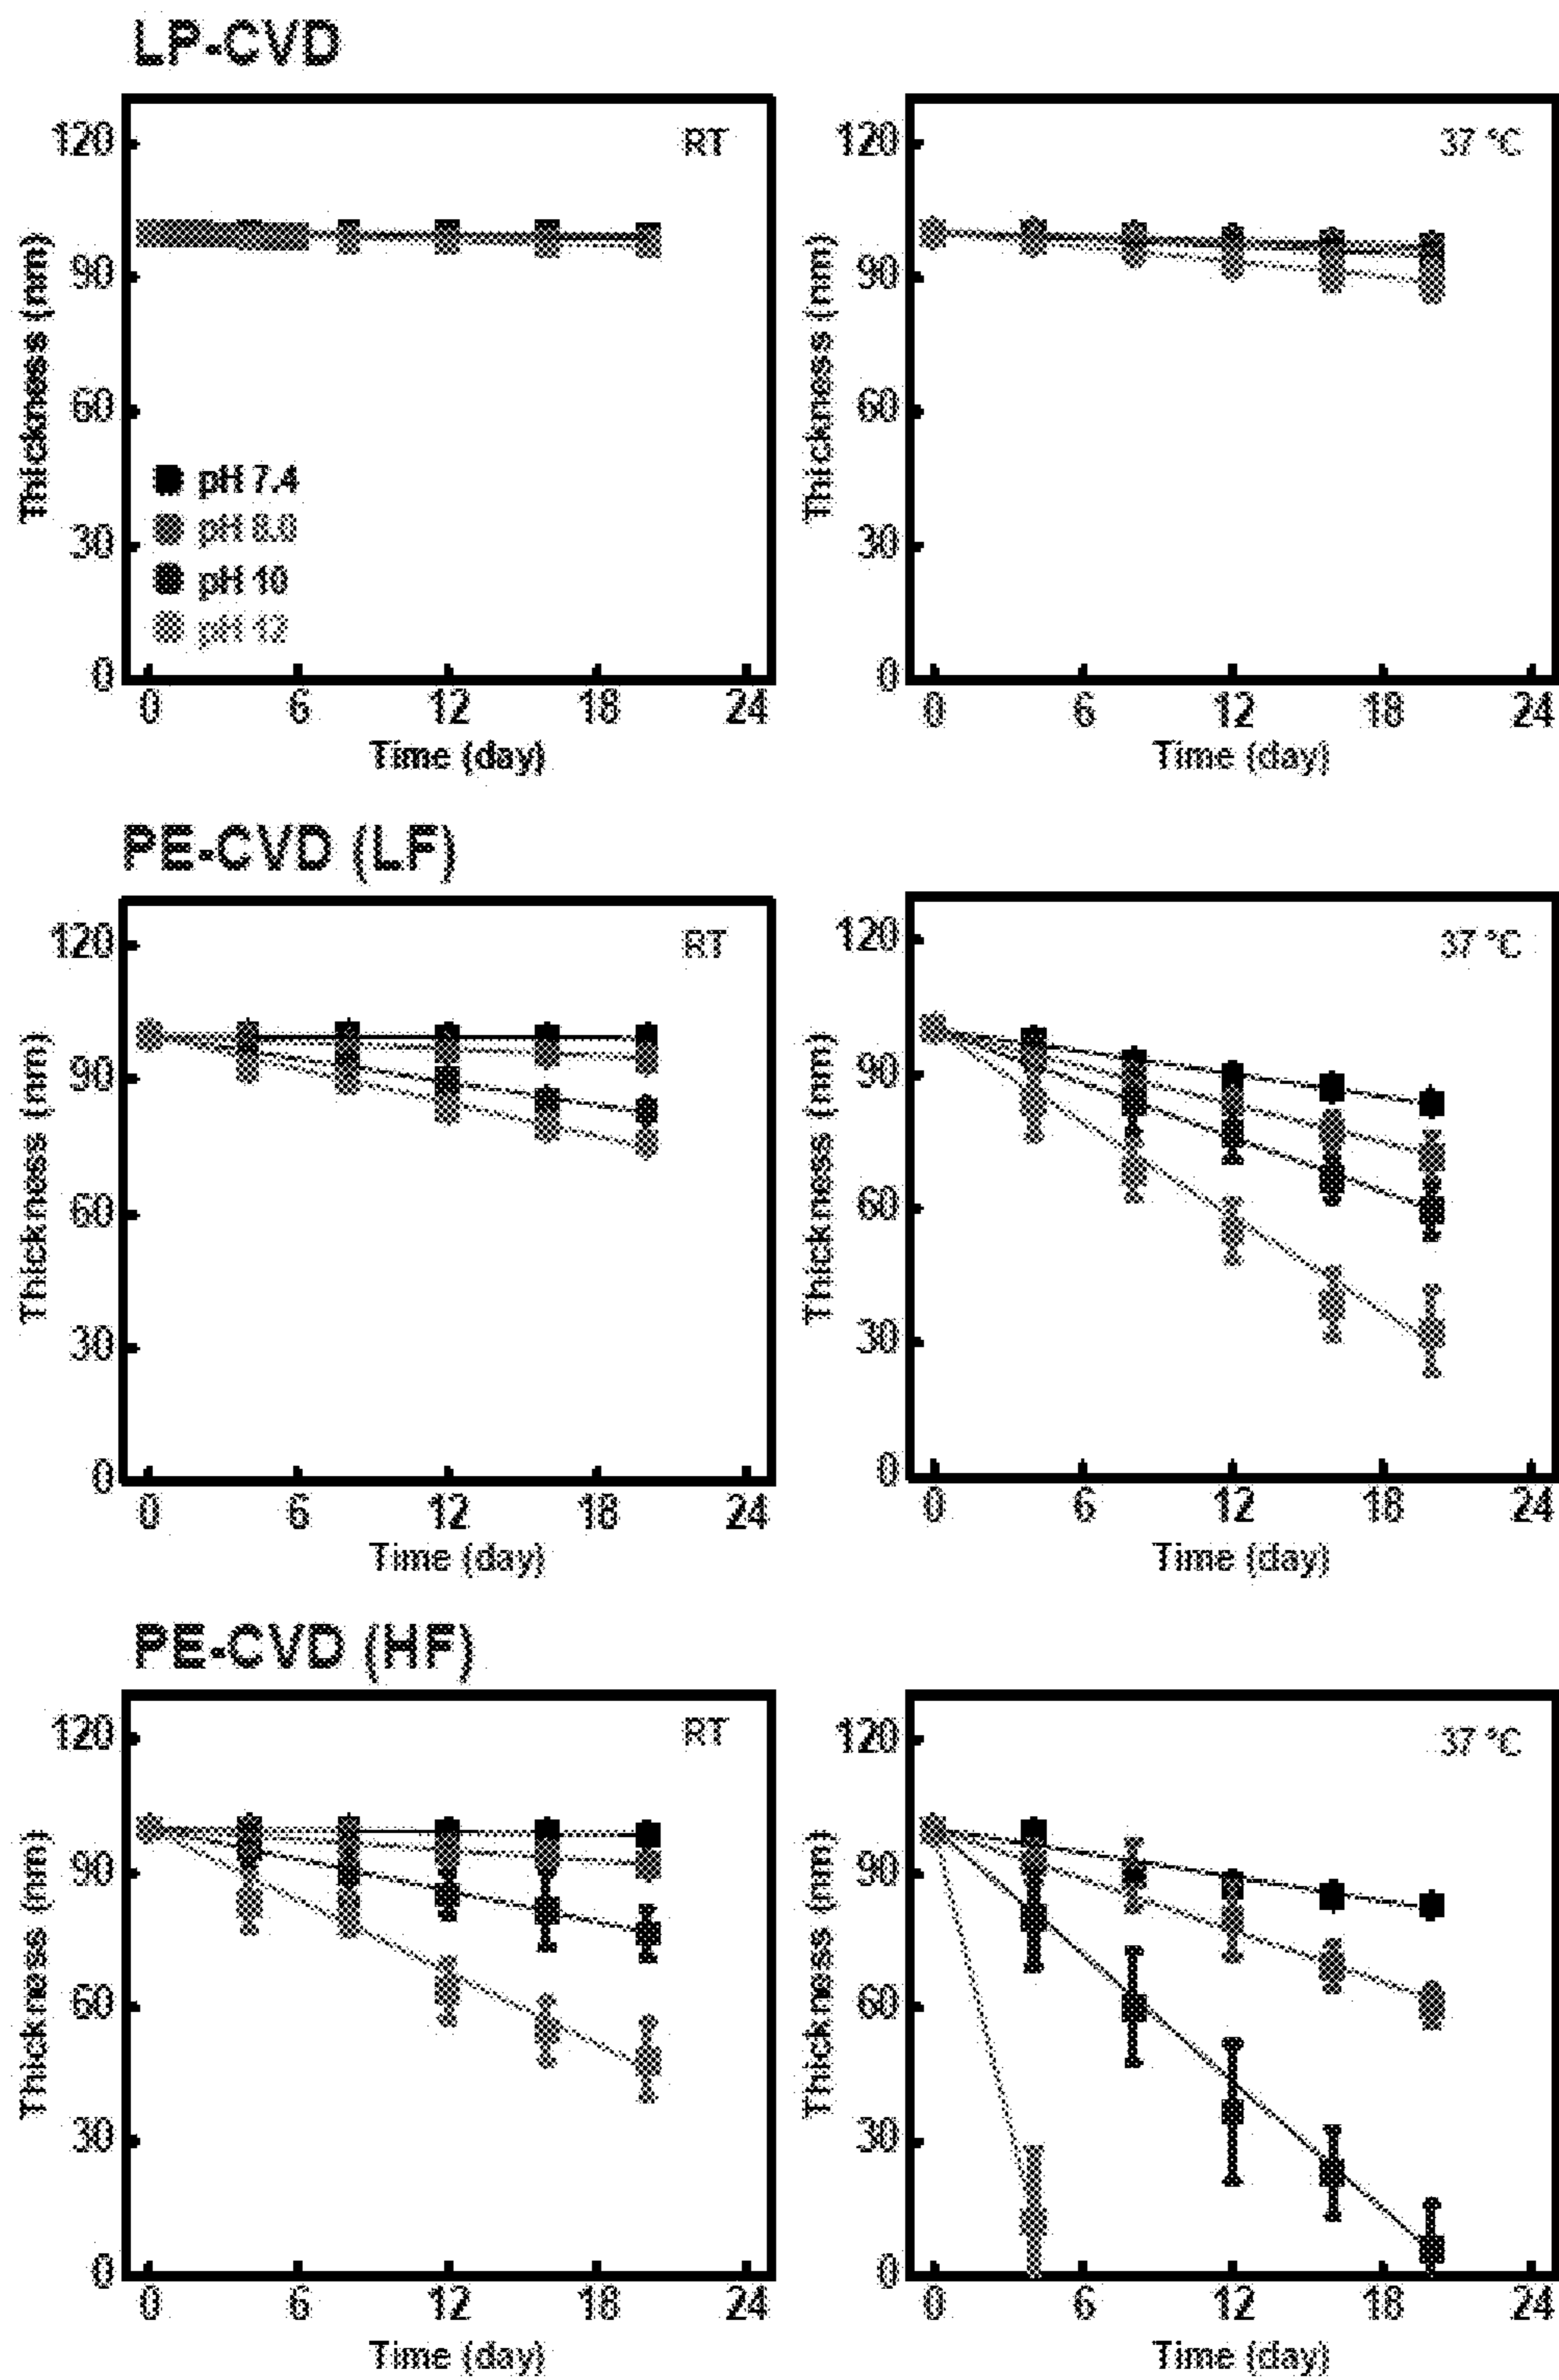 LP-CVD
120
90
60
30
0
Thickness (nm)
RT
pH 7.4
pH 8.0
pH 10
pH 12
0 6 12 18 24
Time (day)
120
90
60
30
0
Thickness (nm)
37 °C
0 6 12 18 24
Time (day)
PE-CVD (LF)
120
90
60
30
0
Thickness (nm)
RT
0 6 12 18 24
Time (day)
120
90
60
30
0
Thickness (nm)
37 °C
0 6 12 18 24
Time (day)
PE-CVD (HF)
120
90
60
30
0
Thickness (nm)
RT
0 6 12 18 24
Time (day)
120
90
60
30
0
Thickness (nm)
37 °C
0 6 12 18 24
Time (day)